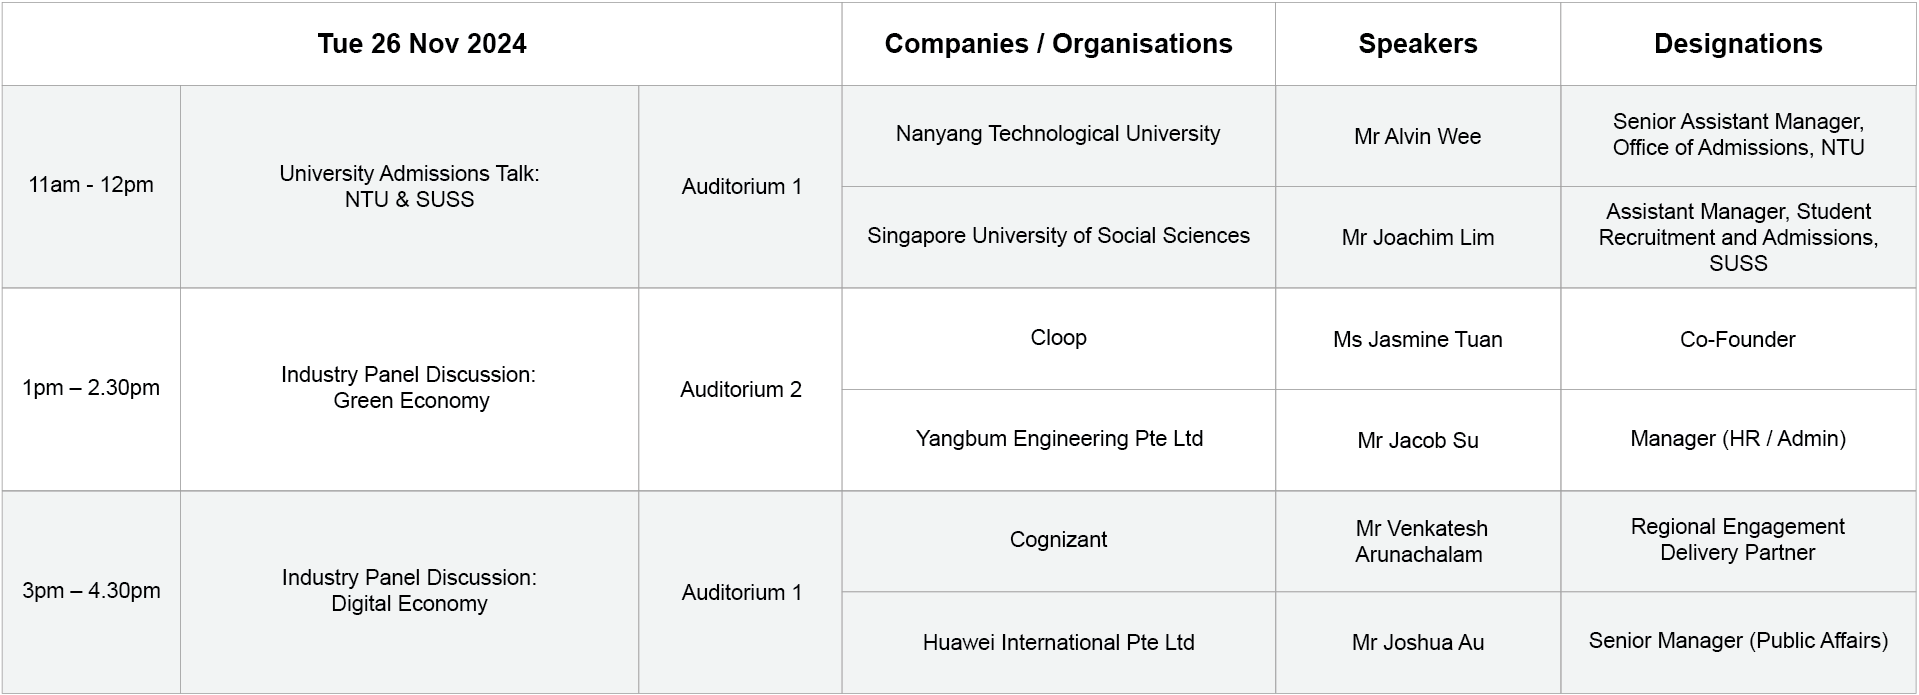 Tue 26 Nov 2024
Companies / Organisations
Speakers
Designations
11am - 12pm
University Admissions Talk:
NTU & SUSS
Auditorium 1
Nanyang Technological University
Mr Alvin Wee
Senior Assistant Manager,
Office of Admissions, NTU
Singapore University of Social Sciences
Mr Joachim Lim
Assistant Manager, Student
Recruitment and Admissions,
SUSS
1pm – 2.30pm
Industry Panel Discussion:
Green Economy
Auditorium 2
Cloop
Ms Jasmine Tuan
Co-Founder
Yangbum Engineering Pte Ltd
Mr Jacob Su
Manager (HR / Admin)
3pm – 4.30pm
Industry Panel Discussion:
Digital Economy
Auditorium 1
Cognizant
Mr Venkatesh
Arunachalam
Regional Engagement
Delivery Partner
Huawei International Pte Ltd
Mr Joshua Au
Senior Manager (Public Affairs)